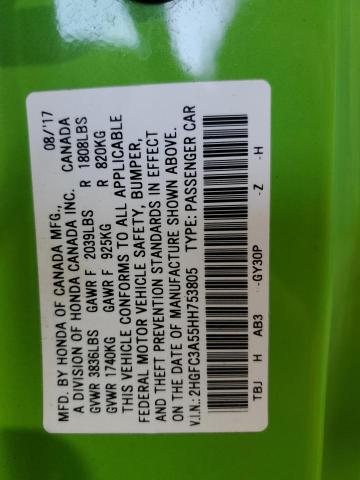 MFD. BY HONDA OF CANADA MFG., 08/'17
A DIVISION OF HONDA CANADA INC. CANADA
GVWR 3836LBS GAWR F 2039LBS R 1808LBS
GVWR 1740KG GAWR F 925KG R 820KG
THIS VEHICLE CONFORMS TO ALL APPLICABLE
FEDERAL MOTOR VEHICLE SAFETY, BUMPER,
AND THEFT PREVENTION STANDARDS IN EFFECT
ON THE DATE OF MANUFACTURE SHOWN ABOVE.
V.I.N.: 2HGFC3A55HH753805 TYPE: PASSENGER CAR
TBJ H AB3 -GY30P -Z -H